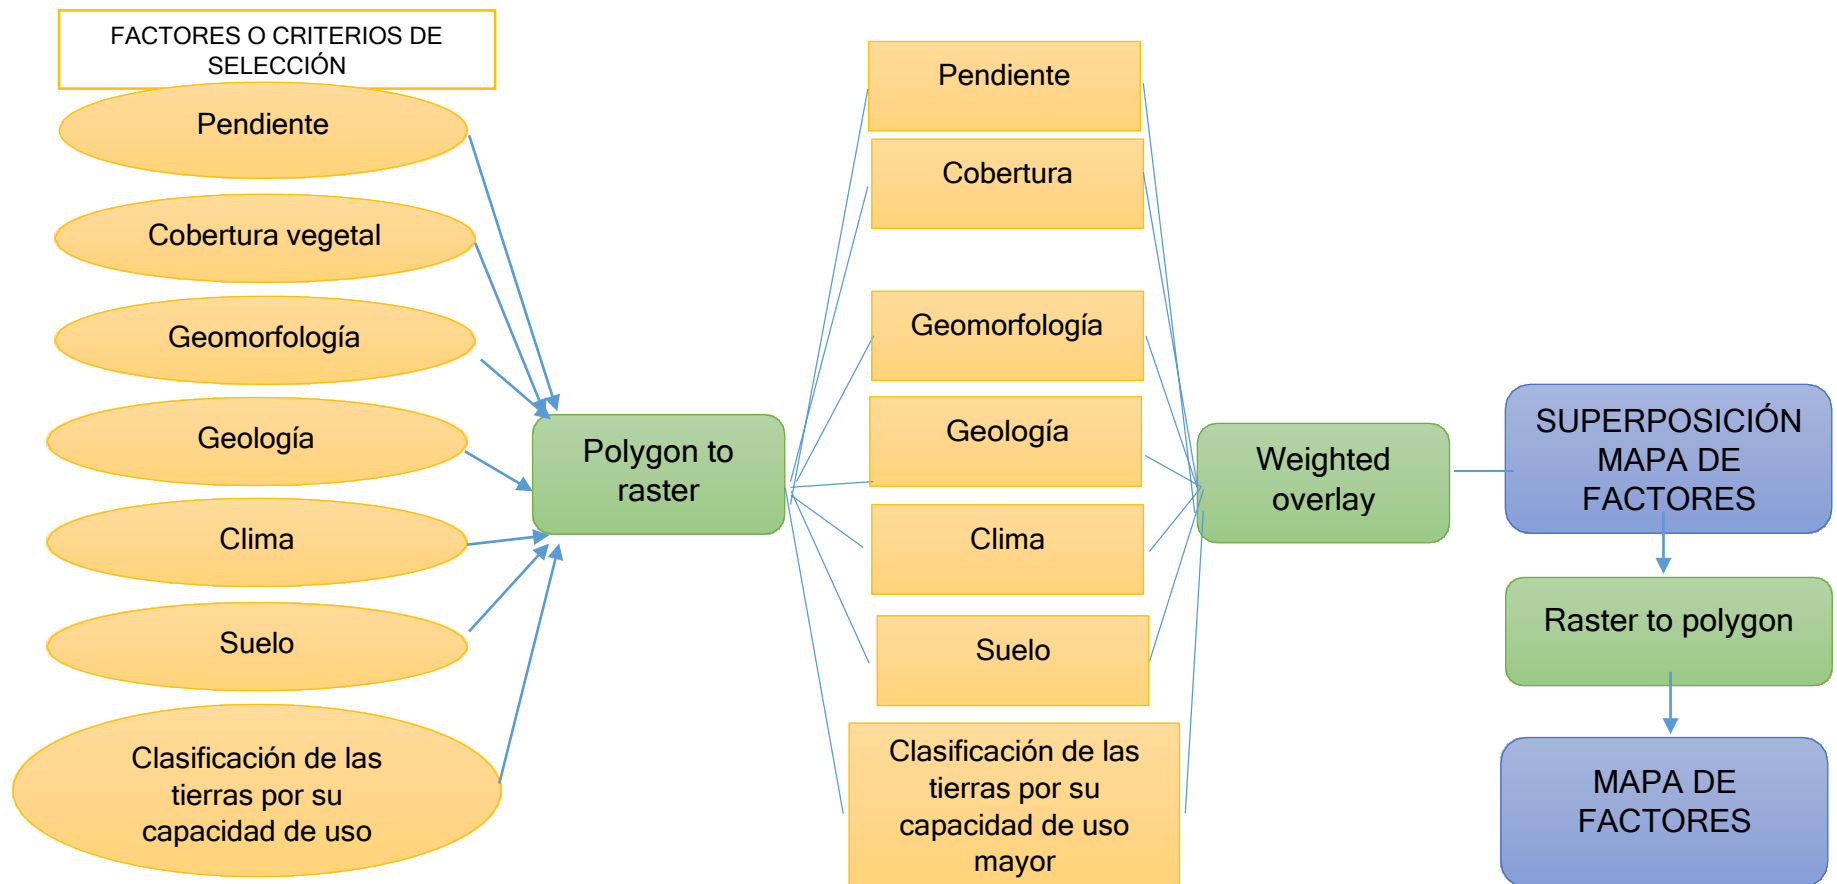 FACTORES O CRITERIOS DE
SELECCIÓN
Pendiente
Cobertura vegetal
Geomorfología
Geología
Clima
Suelo
Clasificación de las
tierras por su
capacidad de uso
Polygon to
raster
Pendiente
Cobertura
Geomorfología
Geología
Clima
Suelo
Clasificación de las
tierras por su
capacidad de uso
mayor
Weighted
overlay
SUPERPOSICIÓN
MAPA DE
FACTORES
Raster to polygon
MAPA DE
FACTORES